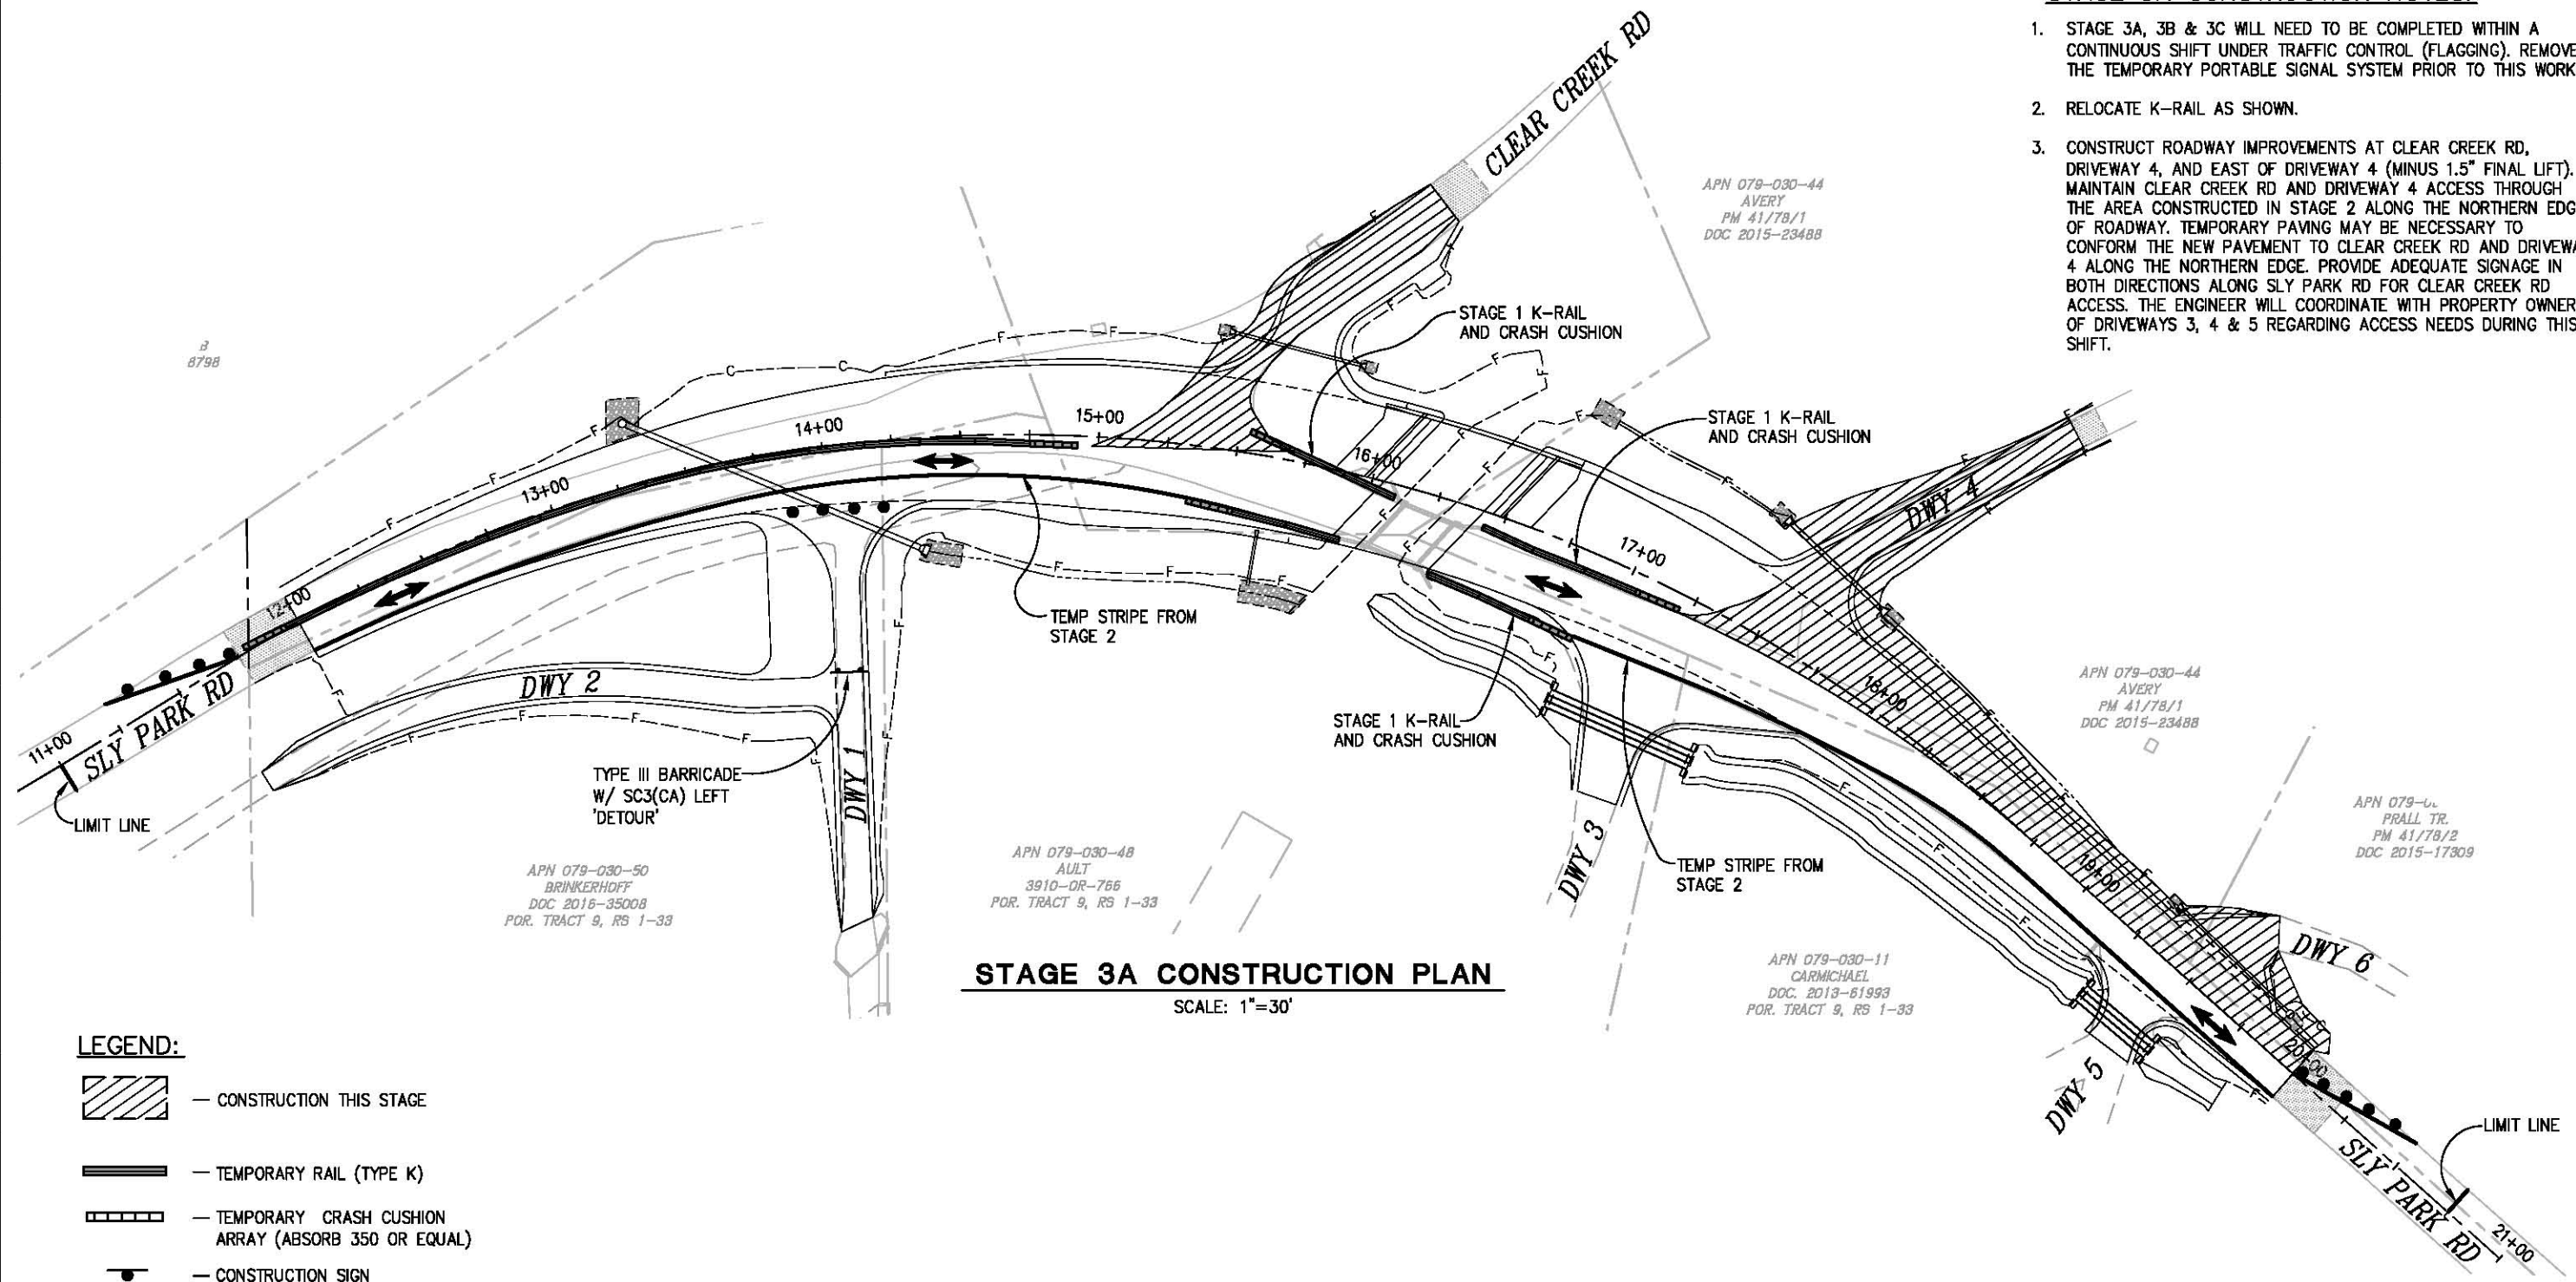 1. STAGE 3A, 3B & 3C WILL NEED TO BE COMPLETED WITHIN A
CONTINUOUS SHIFT UNDER TRAFFIC CONTROL (FLAGGING). REMOVE
THE TEMPORARY PORTABLE SIGNAL SYSTEM PRIOR TO THIS WORK
2. RELOCATE K-RAIL AS SHOWN.
3. CONSTRUCT ROADWAY IMPROVEMENTS AT CLEAR CREEK RD,
DRIVEWAY 4, AND EAST OF DRIVEWAY 4 (MINUS 1.5" FINAL LIFT).
MAINTAIN CLEAR CREEK RD AND DRIVEWAY 4 ACCESS THROUGH
THE AREA CONSTRUCTED IN STAGE 2 ALONG THE NORTHERN EDG
OF ROADWAY. TEMPORARY PAVING MAY BE NECESSARY TO
CONFORM THE NEW PAVEMENT TO CLEAR CREEK RD AND DRIVEWA
4 ALONG THE NORTHERN EDGE. PROVIDE ADEQUATE SIGNAGE IN
BOTH DIRECTIONS ALONG SLY PARK RD FOR CLEAR CREEK RD
ACCESS. THE ENGINEER WILL COORDINATE WITH PROPERTY OWNER
OF DRIVEWAYS 3, 4 & 5 REGARDING ACCESS NEEDS DURING THIS
SHIFT.
CLEAR CREEK RD
APN 079-030-44
AVERY
PM 41/78/1
DOC 2015-23488
STAGE 1 K-RAIL
AND CRASH CUSHION
B
8798
STAGE 1 K-RAIL
AND CRASH CUSHION
11+00
12+00
13+00
14+00
15+00
16+00
17+00
18+00
19+00
20+00
21+00
DWY 4
TEMP STRIPE FROM
STAGE 2
SLY PARK RD
DWY 2
DWY 1
STAGE 1 K-RAIL
AND CRASH CUSHION
TYPE III BARRICADE
W/ SC3(CA) LEFT
'DETOUR'
LIMIT LINE
APN 079-030-44
AVERY
PM 41/78/1
DOC 2015-23488
APN 079-0
PRALL TR.
PM 41/78/2
DOC 2015-17309
DWY 3
TEMP STRIPE FROM
STAGE 2
APN 079-030-50
BRINKERHOFF
DOC 2016-35008
POR. TRACT 9, RS 1-33
APN 079-030-48
AULT
3910-OR-766
POR. TRACT 9, RS 1-33
APN 079-030-11
CARMICHAEL
DOC. 2013-61993
POR. TRACT 9, RS 1-33
DWY 6
DWY 5
LIMIT LINE
SLY PARK RD
STAGE 3A CONSTRUCTION PLAN
SCALE: 1"=30'
LEGEND:
— CONSTRUCTION THIS STAGE
— TEMPORARY RAIL (TYPE K)
— TEMPORARY CRASH CUSHION
ARRAY (ABSORB 350 OR EQUAL)
— CONSTRUCTION SIGN